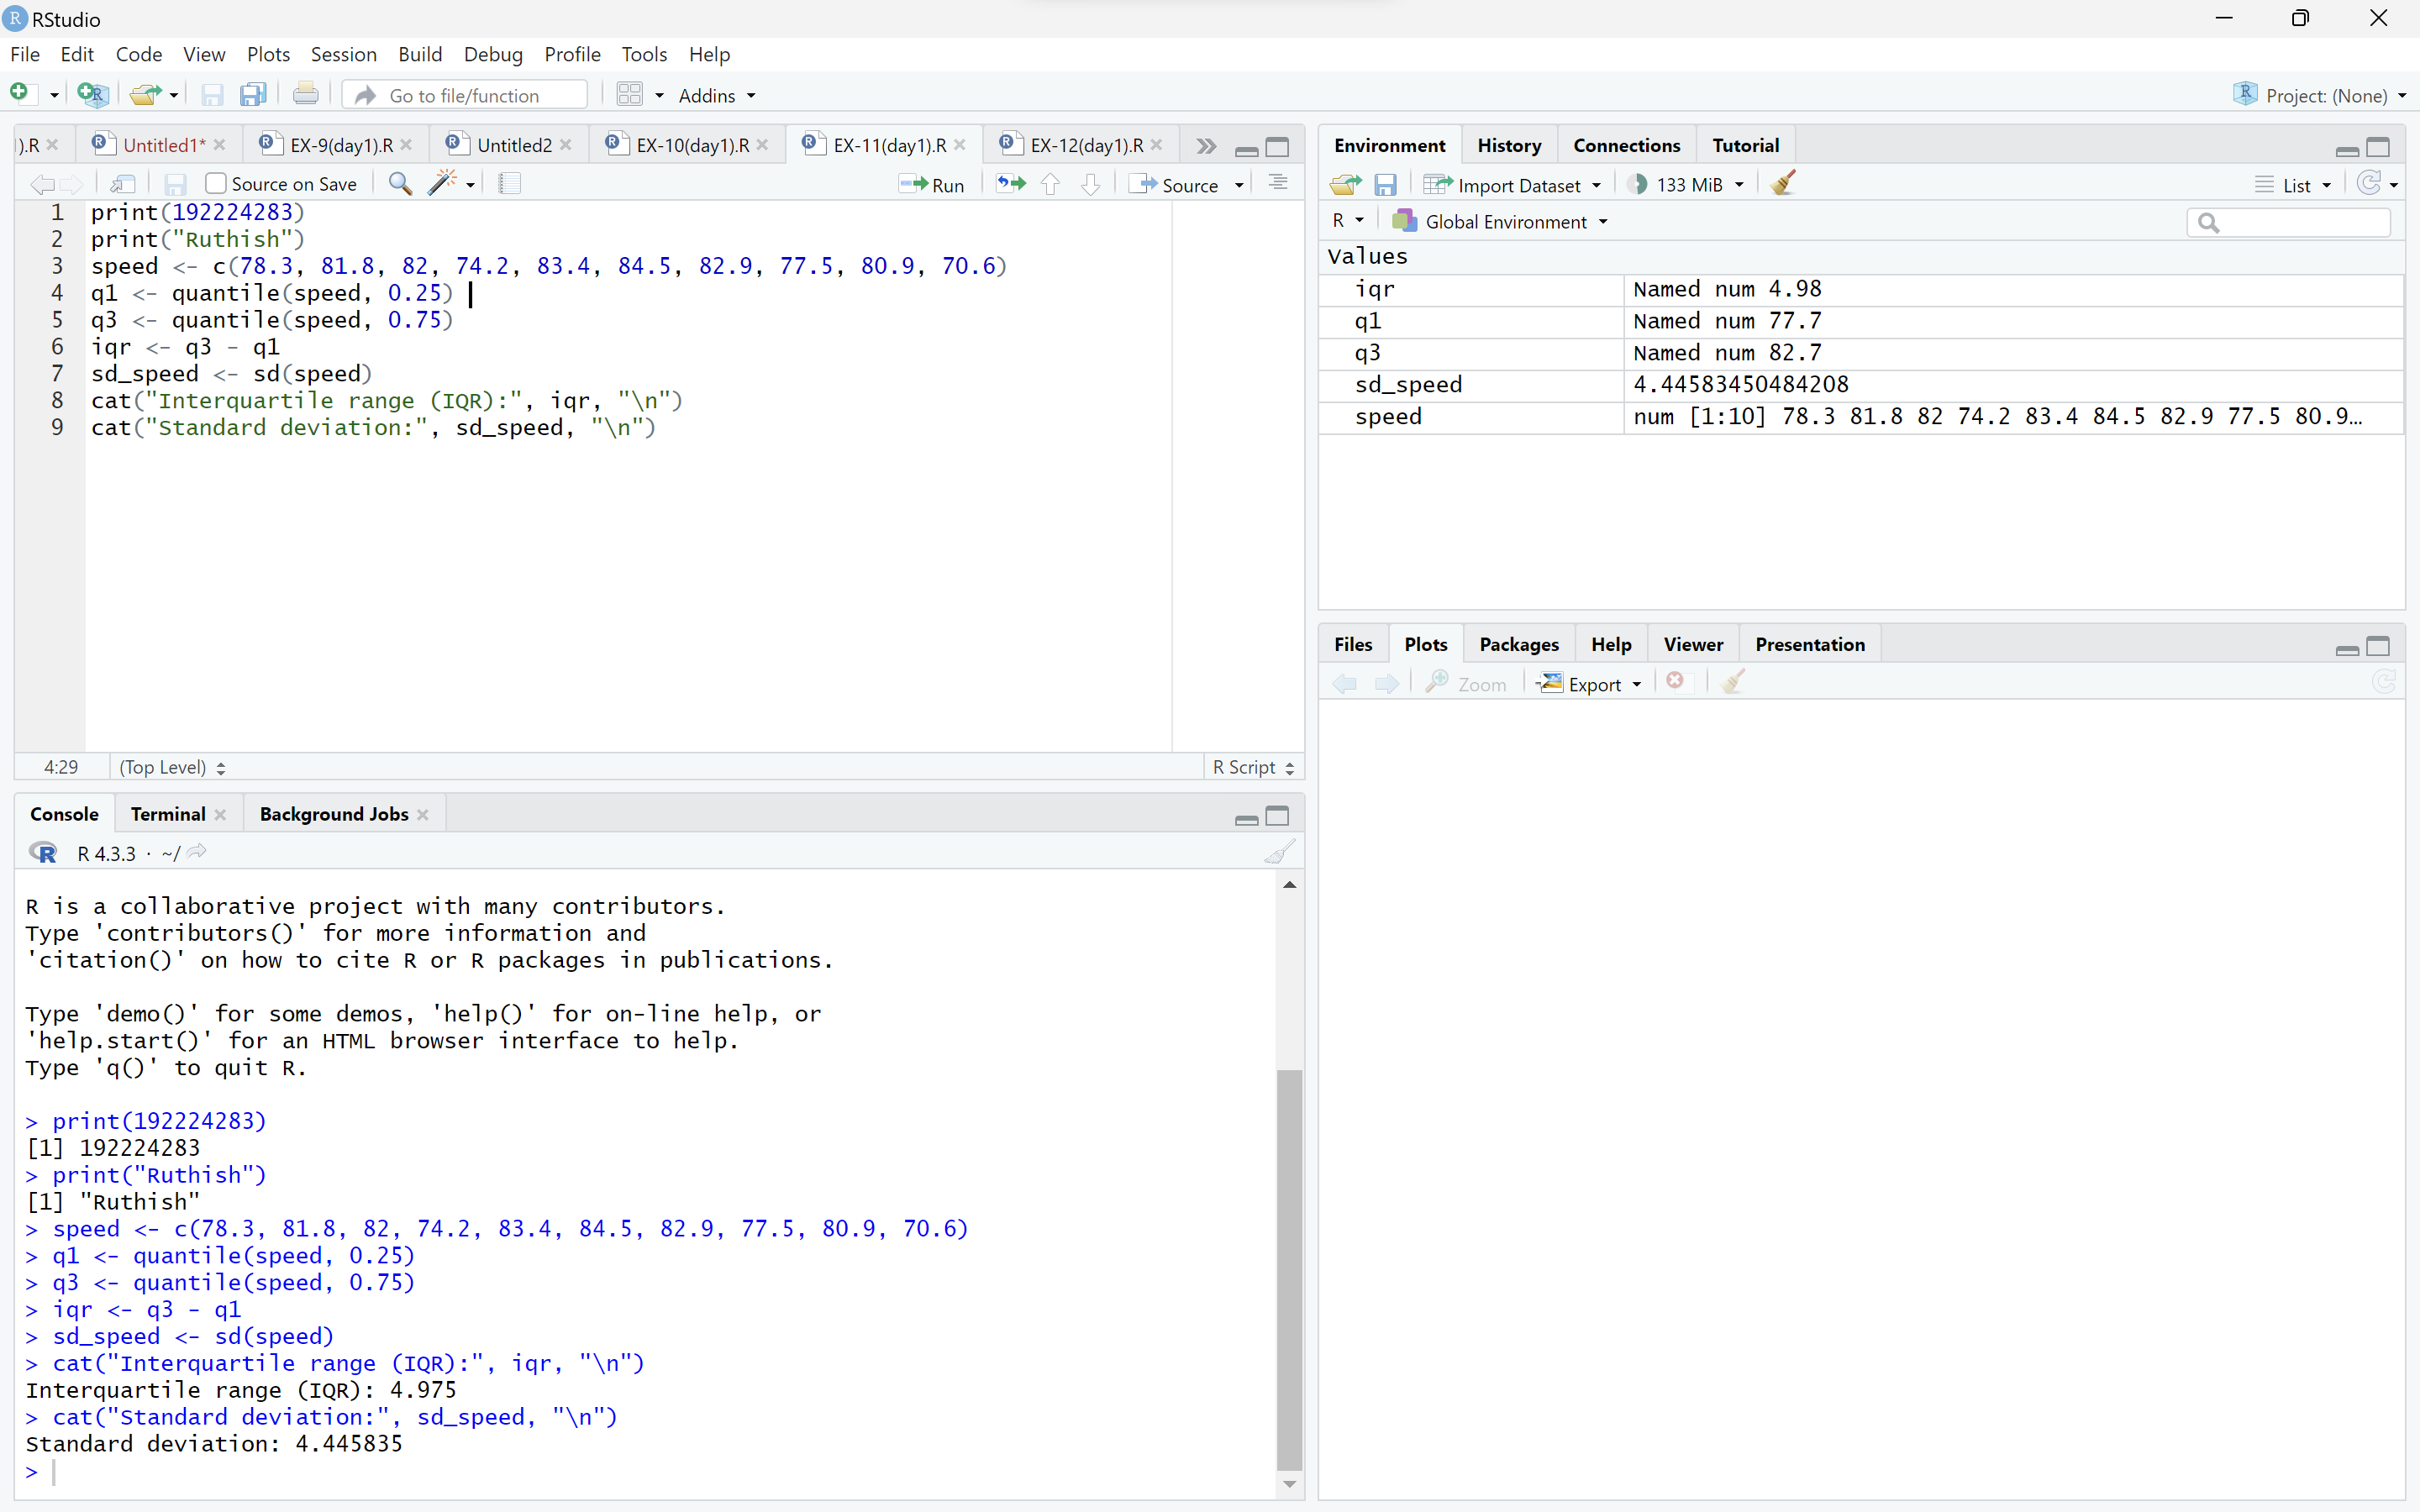 RStudio
File Edit Code View Plots Session Build Debug Profile Tools Help
Go to file/function Addins Project: (None)
).R Untitled1* EX-9(day1).R Untitled2 EX-10(day1).R EX-11(day1).R EX-12(day1).R
Source on Save Run Source
1 print(192224283)
2 print("Ruthish")
3 speed <- c(78.3, 81.8, 82, 74.2, 83.4, 84.5, 82.9, 77.5, 80.9, 70.6)
4 q1 <- quantile(speed, 0.25)
5 q3 <- quantile(speed, 0.75)
6 iqr <- q3 - q1
7 sd_speed <- sd(speed)
8 cat("Interquartile range (IQR):", iqr, "\n")
9 cat("Standard deviation:", sd_speed, "\n")
4:29 (Top Level) R Script
Console Terminal Background Jobs
R R 4.3.3 · ~/
R is a collaborative project with many contributors.
Type 'contributors()' for more information and
'citation()' on how to cite R or R packages in publications.
Type 'demo()' for some demos, 'help()' for on-line help, or
'help.start()' for an HTML browser interface to help.
Type 'q()' to quit R.
> print(192224283)
[1] 192224283
> print("Ruthish")
[1] "Ruthish"
> speed <- c(78.3, 81.8, 82, 74.2, 83.4, 84.5, 82.9, 77.5, 80.9, 70.6)
> q1 <- quantile(speed, 0.25)
> q3 <- quantile(speed, 0.75)
> iqr <- q3 - q1
> sd_speed <- sd(speed)
> cat("Interquartile range (IQR):", iqr, "\n")
Interquartile range (IQR): 4.975
> cat("Standard deviation:", sd_speed, "\n")
Standard deviation: 4.445835
>
Environment History Connections Tutorial
Import Dataset 133 MiB List
R Global Environment
Values
iqr Named num 4.98
q1 Named num 77.7
q3 Named num 82.7
sd_speed 4.44583450484208
speed num [1:10] 78.3 81.8 82 74.2 83.4 84.5 82.9 77.5 80.9…
Files Plots Packages Help Viewer Presentation
Zoom Export